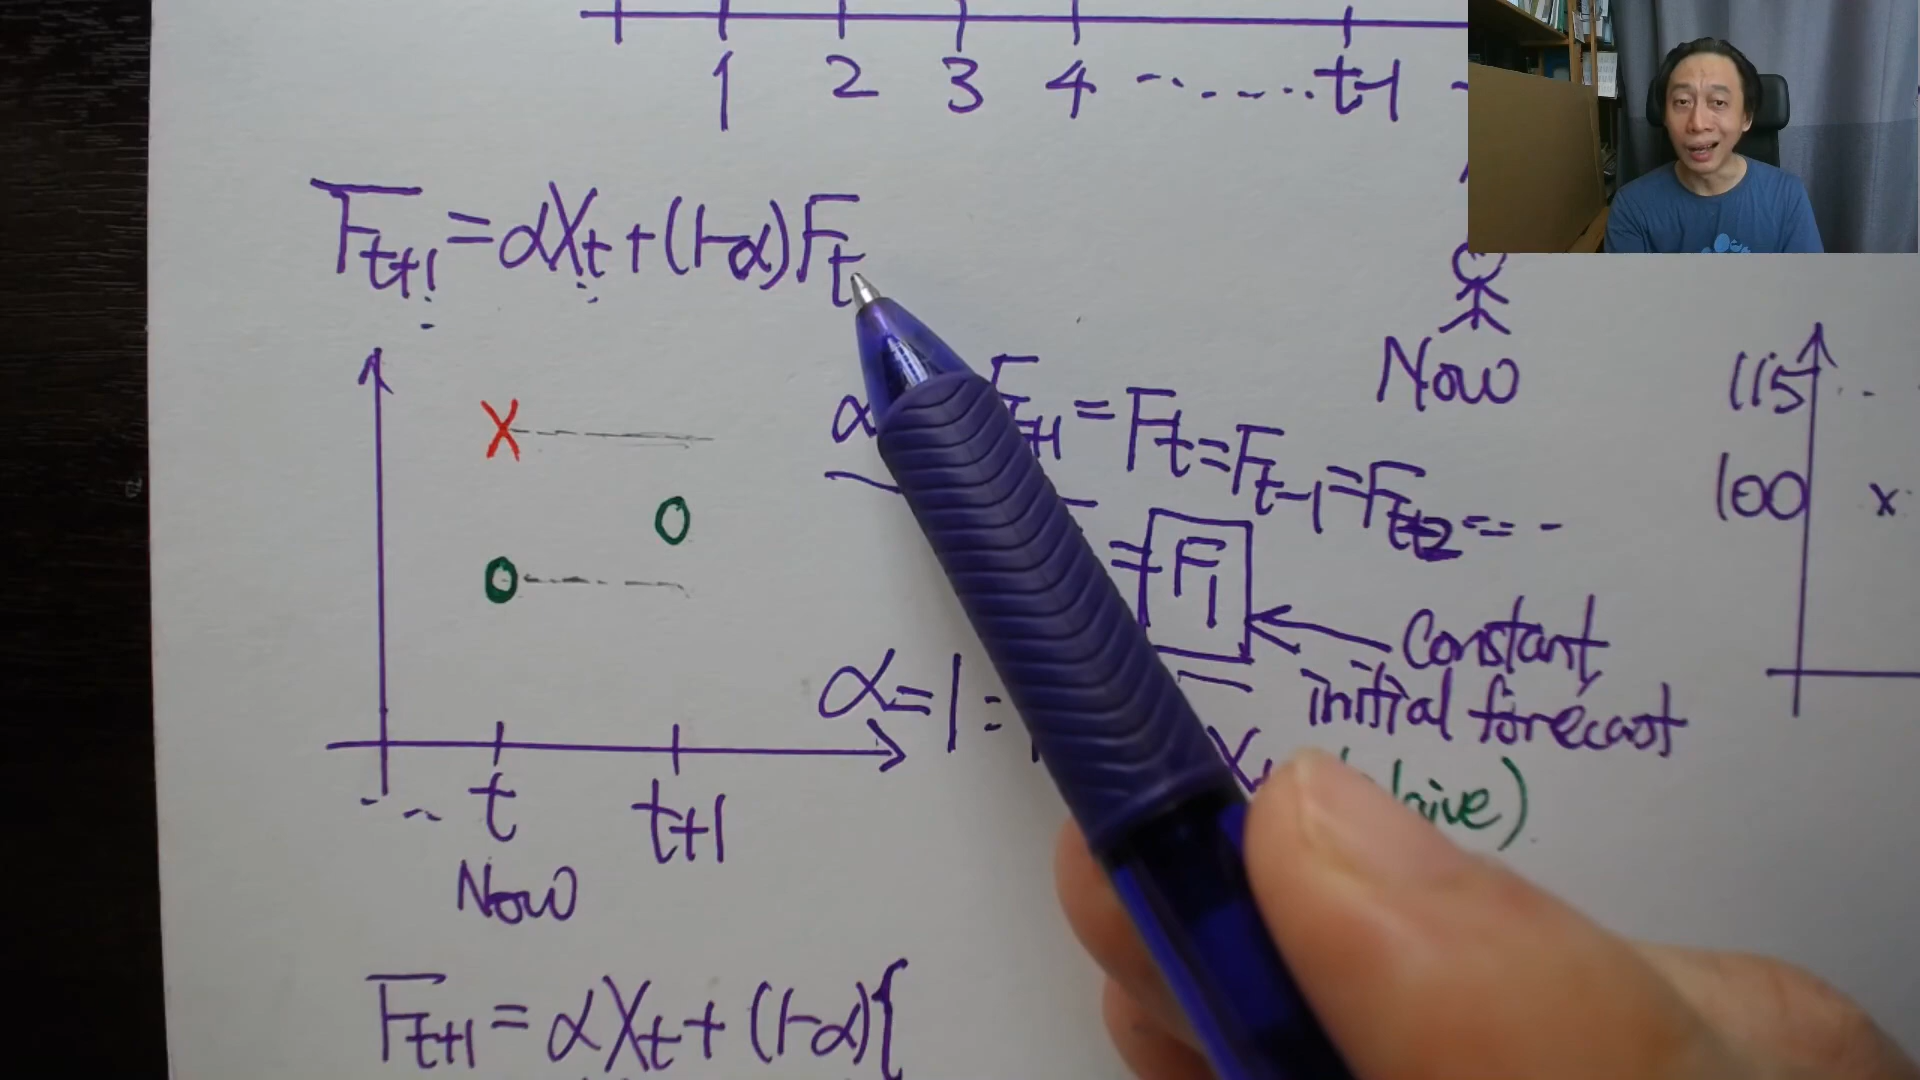 1 2 3 4 ........ t-1
F_{t+1} = αX_t + (1-α)F_t
Now
115
100
x
α F_{t+1} = F_t = F_{t-1} = F_{t-2} = ...
X
O
O
= F_1
Constant
initial forecast
α = 1 :
t
t+1
Now
F_{t+1} = αX_t + (1-α){